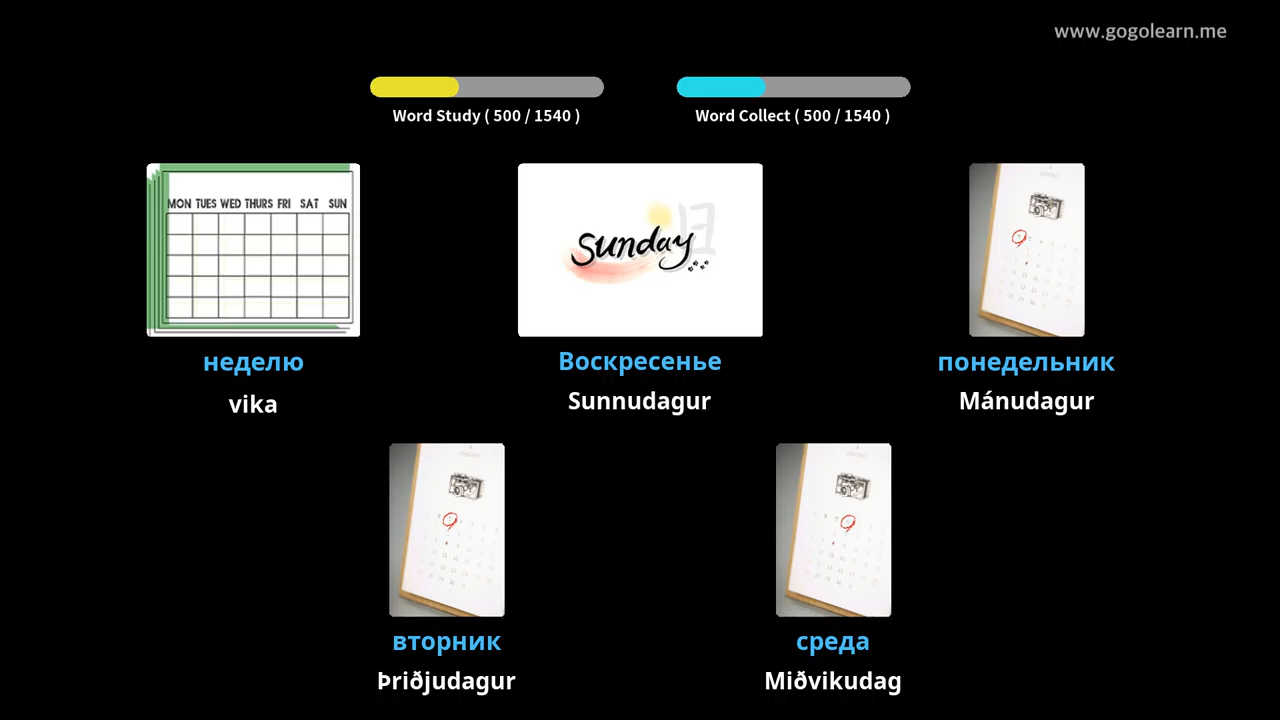 www.gogolearn.me
Word Study ( 500 / 1540 )
Word Collect ( 500 / 1540 )
MON TUES WED THURS FRI SAT SUN
Sunday
неделю
vika
Воскресенье
Sunnudagur
понедельник
Mánudagur
вторник
Þriðjudagur
среда
Miðvikudag